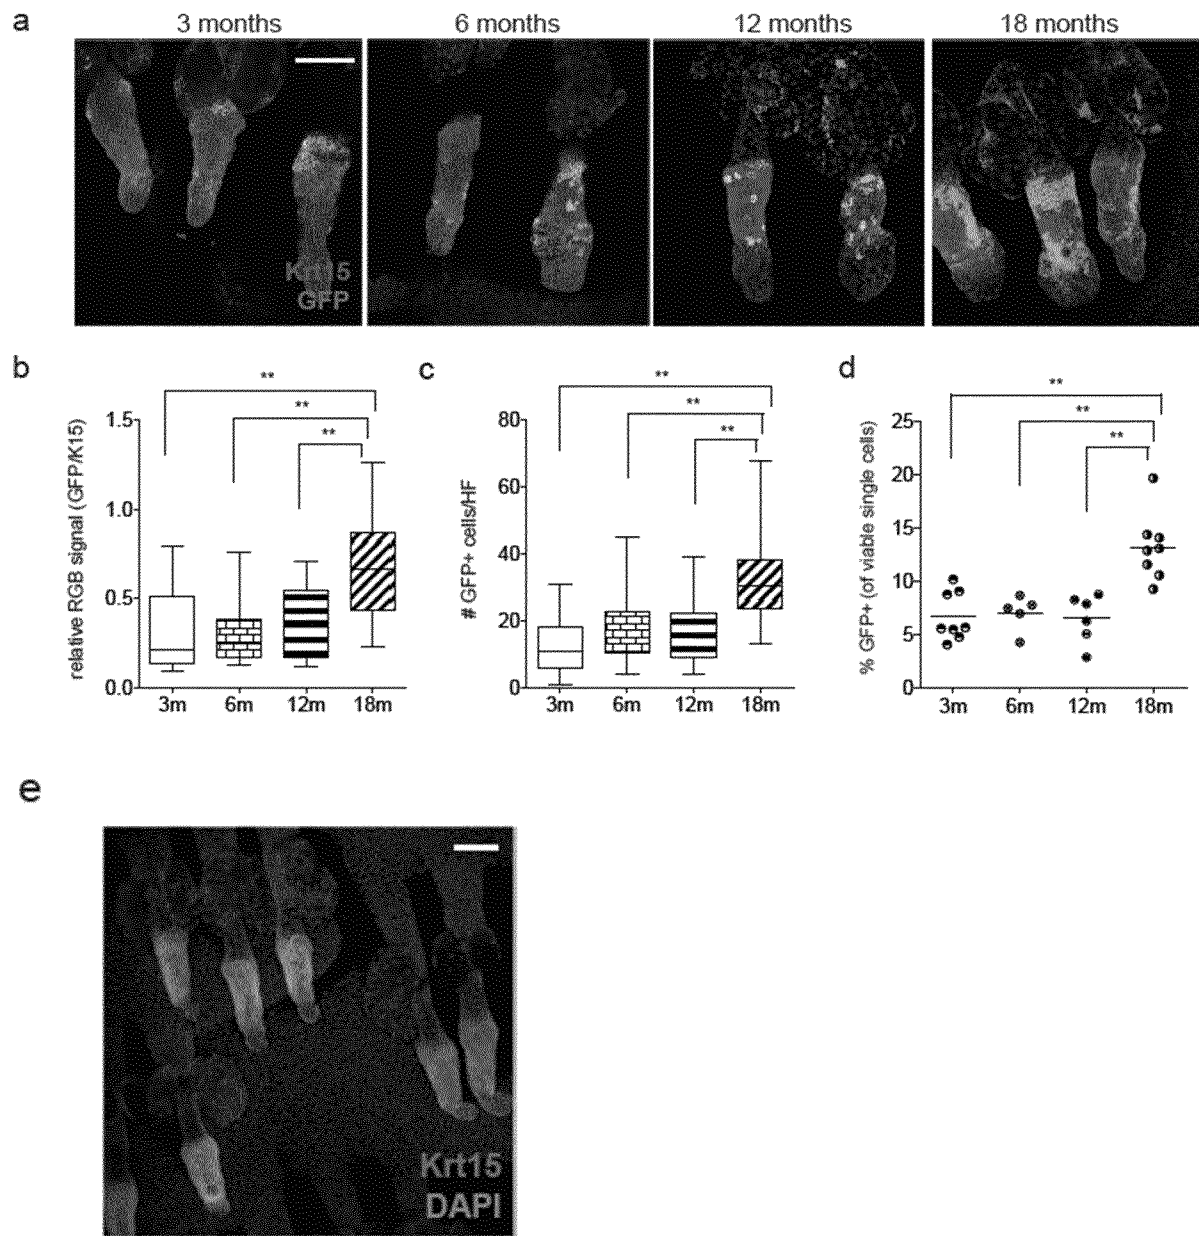 a
3 months 6 months 12 months 18 months
Krt15
GFP
b
c
d
** ** **
** ** **
** ** **
relative RGB signal (GFP/K15)
1.5
1.0
0.5
0.0
3m 6m 12m 18m
# GFP+ cells/HF
80
60
40
20
0
3m 6m 12m 18m
% GFP+ (of viable single cells)
25
20
15
10
5
0
3m 6m 12m 18m
e
Krt15
DAPI